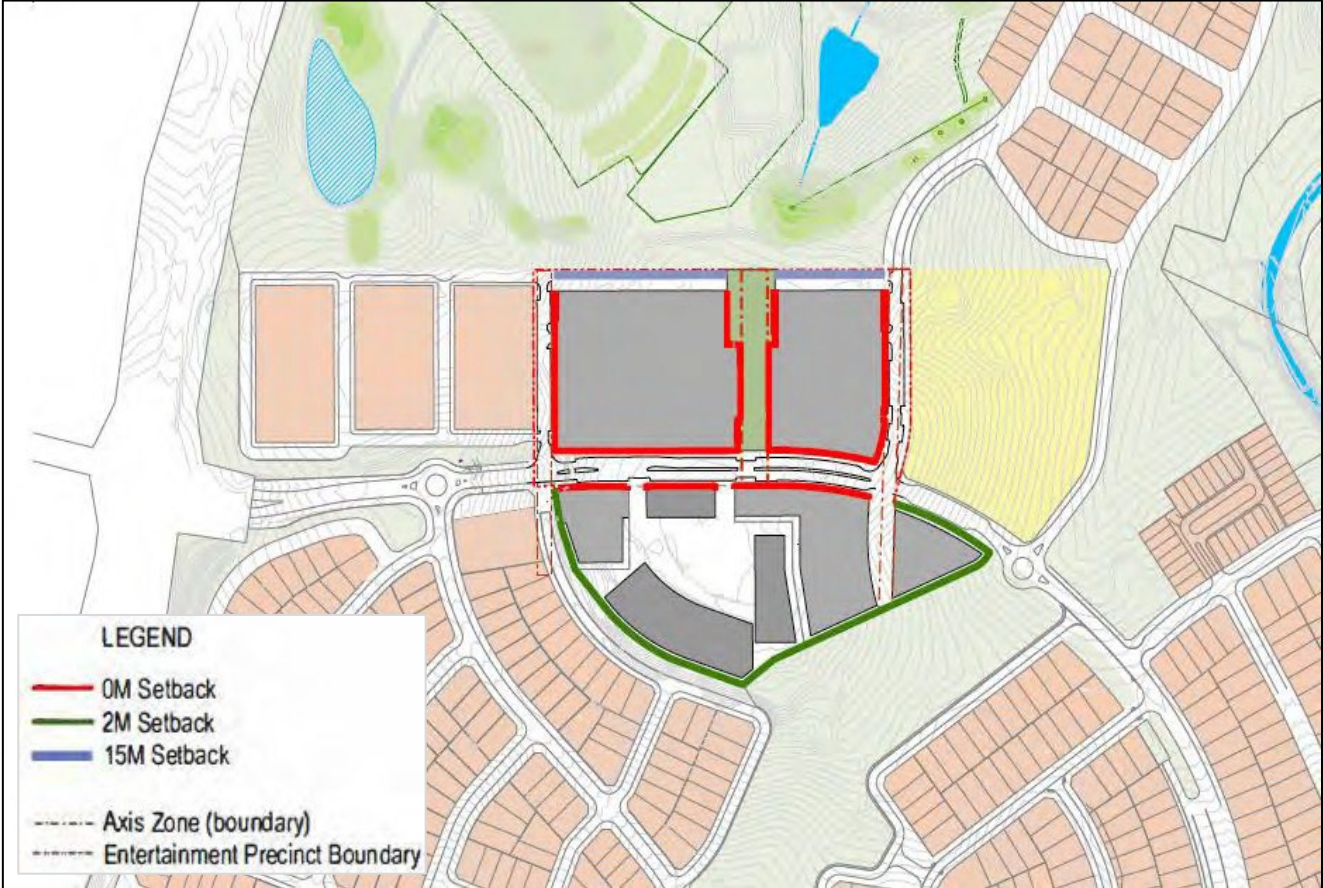 LEGEND
0M Setback
2M Setback
15M Setback
Axis Zone (boundary)
Entertainment Precinct Boundary